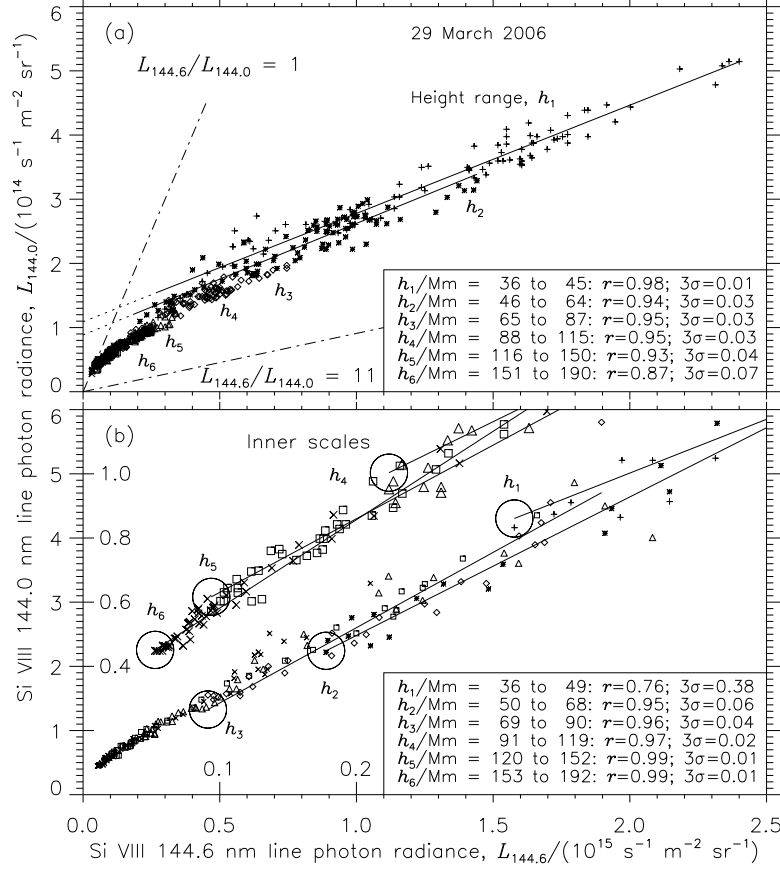 6
(a)
29 March 2006
L144.6/L144.0 = 1
5
Height range, h1
4
3
h2
2
h3
h4
h1/Mm = 36 to 45: r=0.98; 3σ=0.01
h2/Mm = 46 to 64: r=0.94; 3σ=0.03
h3/Mm = 65 to 87: r=0.95; 3σ=0.03
h4/Mm = 88 to 115: r=0.95; 3σ=0.03
h5/Mm = 116 to 150: r=0.93; 3σ=0.04
h6/Mm = 151 to 190: r=0.87; 3σ=0.07
1
h5
h6
L144.6/L144.0 = 11
0
Si VIII 144.0 nm line photon radiance, L144.0/(10^14 s^−1 m^−2 sr^−1)
6
(b)
Inner scales
5
1.0
h4
h1
4
0.8
h5
3
0.6
h6
2
0.4
h2
h3
h1/Mm = 36 to 49: r=0.76; 3σ=0.38
h2/Mm = 50 to 68: r=0.95; 3σ=0.06
h3/Mm = 69 to 90: r=0.96; 3σ=0.04
h4/Mm = 91 to 119: r=0.97; 3σ=0.02
h5/Mm = 120 to 152: r=0.99; 3σ=0.01
h6/Mm = 153 to 192: r=0.99; 3σ=0.01
1
0.1 0.2
0
0.0 0.5 1.0 1.5 2.0 2.5
Si VIII 144.6 nm line photon radiance, L144.6/(10^15 s^−1 m^−2 sr^−1)